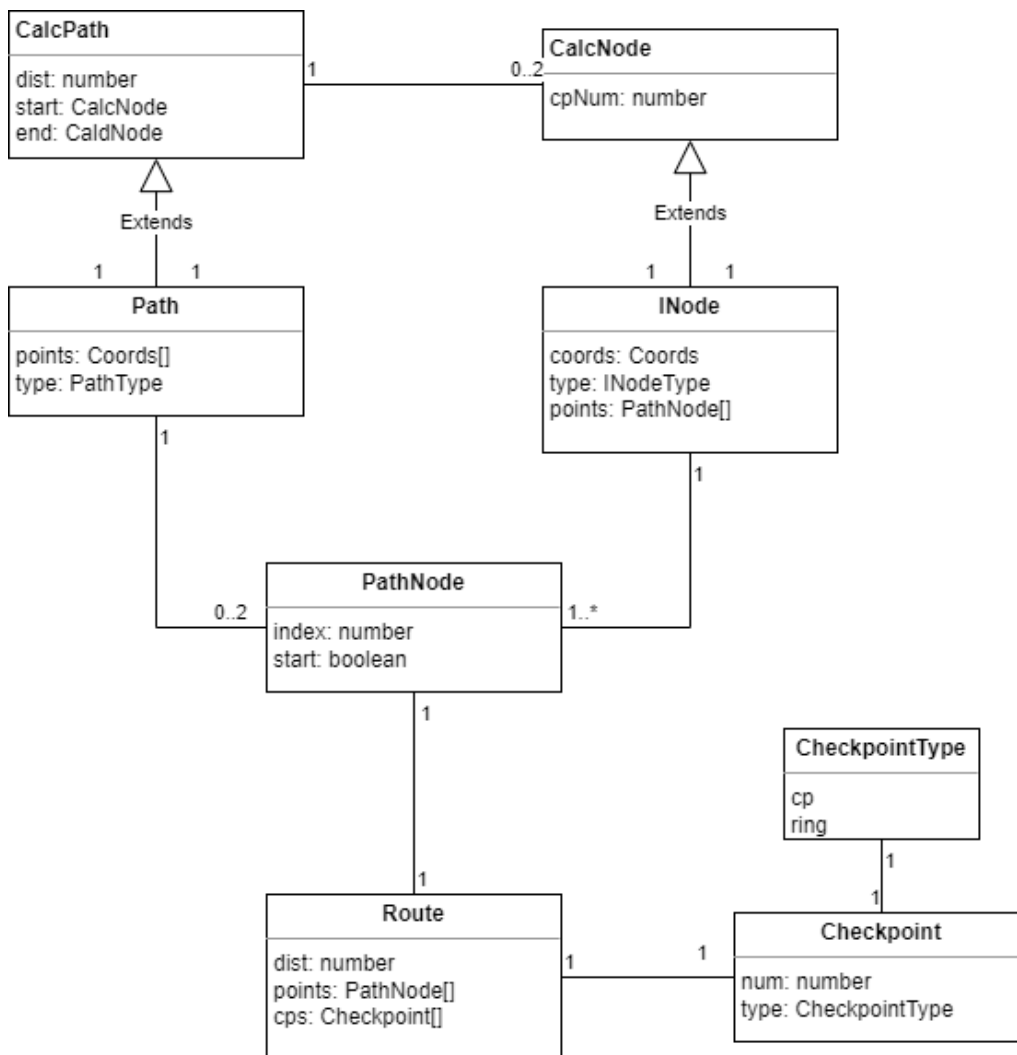 CalcPath
dist: number
start: CalcNode
end: CaldNode
1
0..2
CalcNode
cpNum: number
Extends
Extends
1
1
1
1
Path
points: Coords[]
type: PathType
INode
coords: Coords
type: INodeType
points: PathNode[]
1
1
0..2
PathNode
index: number
start: boolean
1..*
1
CheckpointType
cp
ring
1
1
1
Route
dist: number
points: PathNode[]
cps: Checkpoint[]
1
1
Checkpoint
num: number
type: CheckpointType